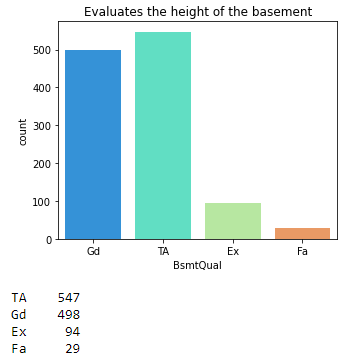 Evaluates the height of the basement
500
400
300
200
100
0
count
Gd TA Ex Fa
BsmtQual
TA 547
Gd 498
Ex 94
Fa 29